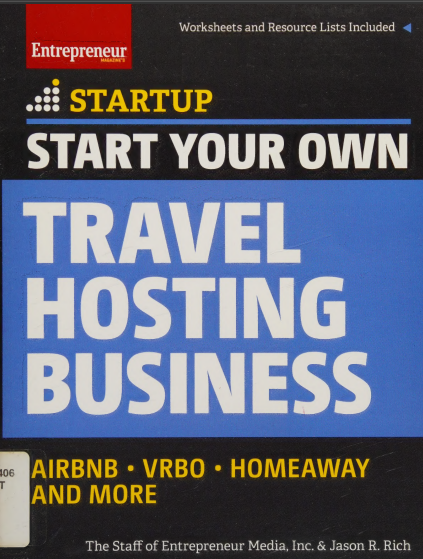 Worksheets and Resource Lists Included
Entrepreneur
MAGAZINE'S
STARTUP
START YOUR OWN
TRAVEL
HOSTING
BUSINESS
AIRBNB • VRBO • HOMEAWAY
AND MORE
406
T
The Staff of Entrepreneur Media, Inc. & Jason R. Rich